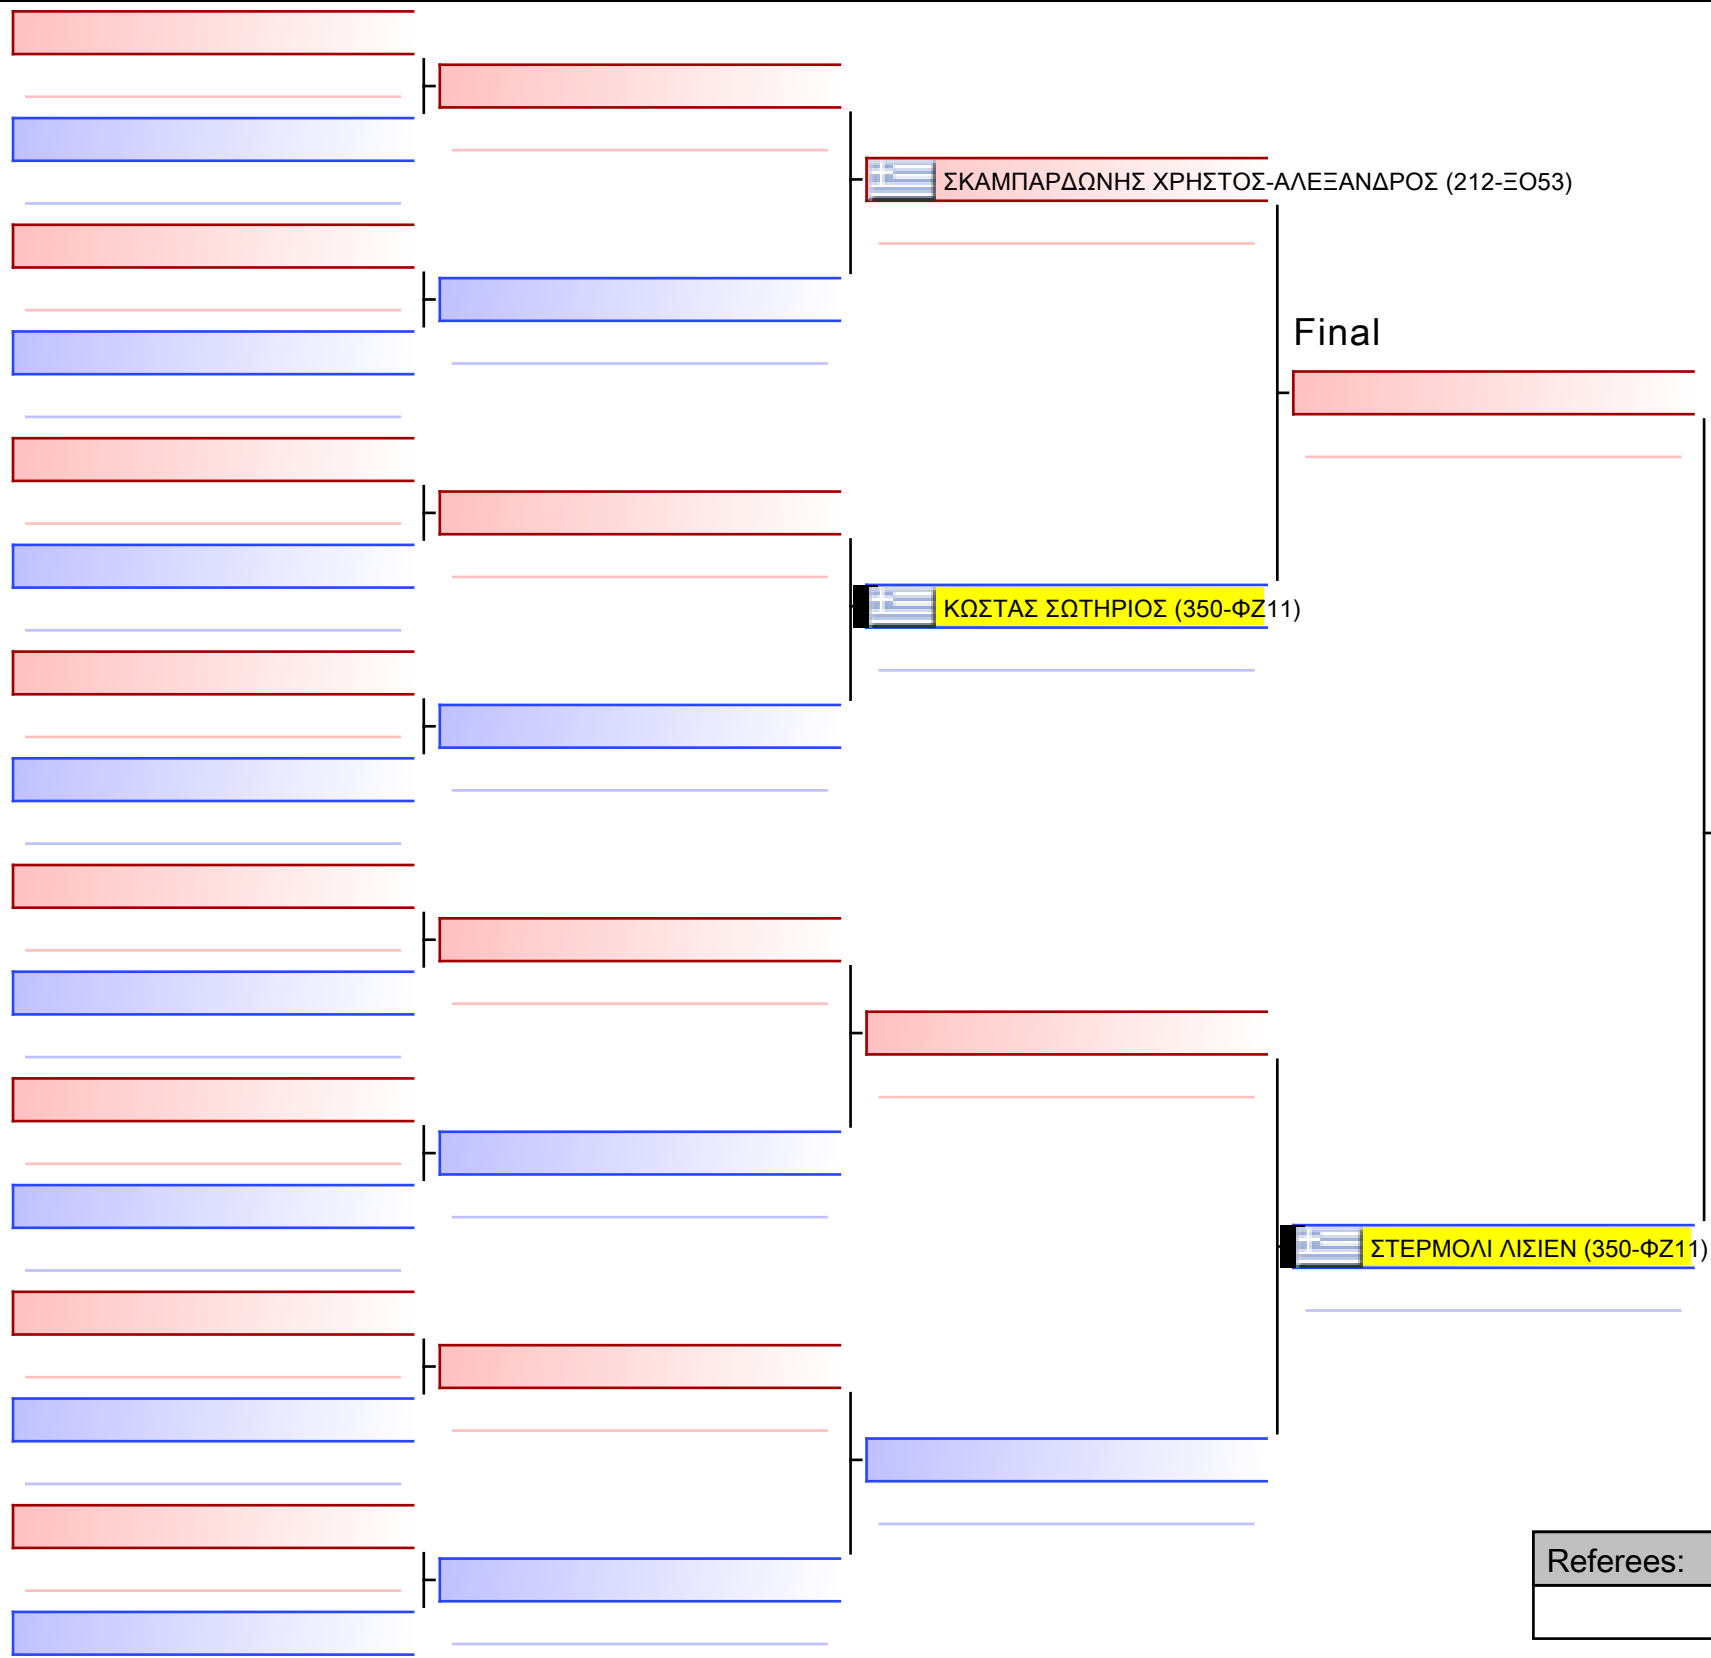 ΣΚΑΜΠΑΡΔΩΝΗΣ ΧΡΗΣΤΟΣ-ΑΛΕΞΑΝΔΡΟΣ (212-ΞΟ53)
Final
ΚΩΣΤΑΣ ΣΩΤΗΡΙΟΣ (350-ΦΖ11)
ΣΤΕΡΜΟΛΙ ΛΙΣΙΕΝ (350-ΦΖ11)
Referees: